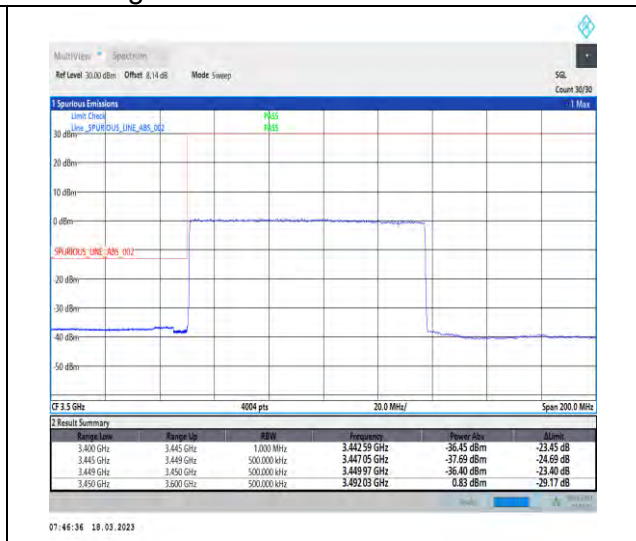 MultiView Spectrum
Ref Level 30.00 dBm Offset 8.14 dB Mode Sweep SGL
Count 30/30
1 Spurious Emissions 1 Max
Limit Check PASS
Line _SPURIOUS_LINE_ABS_002 PASS
30 dBm
20 dBm
10 dBm
0 dBm
SPURIOUS_LINE_ABS_002
-20 dBm
-30 dBm
-40 dBm
-50 dBm
CF 3.5 GHz 4004 pts 20.0 MHz/ Span 200.0 MHz
2 Result Summary
Range Low Range Up RBW Frequency Power Abs ΔLimit
3.400 GHz 3.445 GHz 1.000 MHz 3.442 59 GHz -36.45 dBm -23.45 dB
3.445 GHz 3.449 GHz 500.000 kHz 3.447 05 GHz -37.69 dBm -24.69 dB
3.449 GHz 3.450 GHz 500.000 kHz 3.449 97 GHz -36.40 dBm -23.40 dB
3.450 GHz 3.600 GHz 500.000 kHz 3.492 03 GHz 0.83 dBm -29.17 dB
07:46:36 18.03.2023